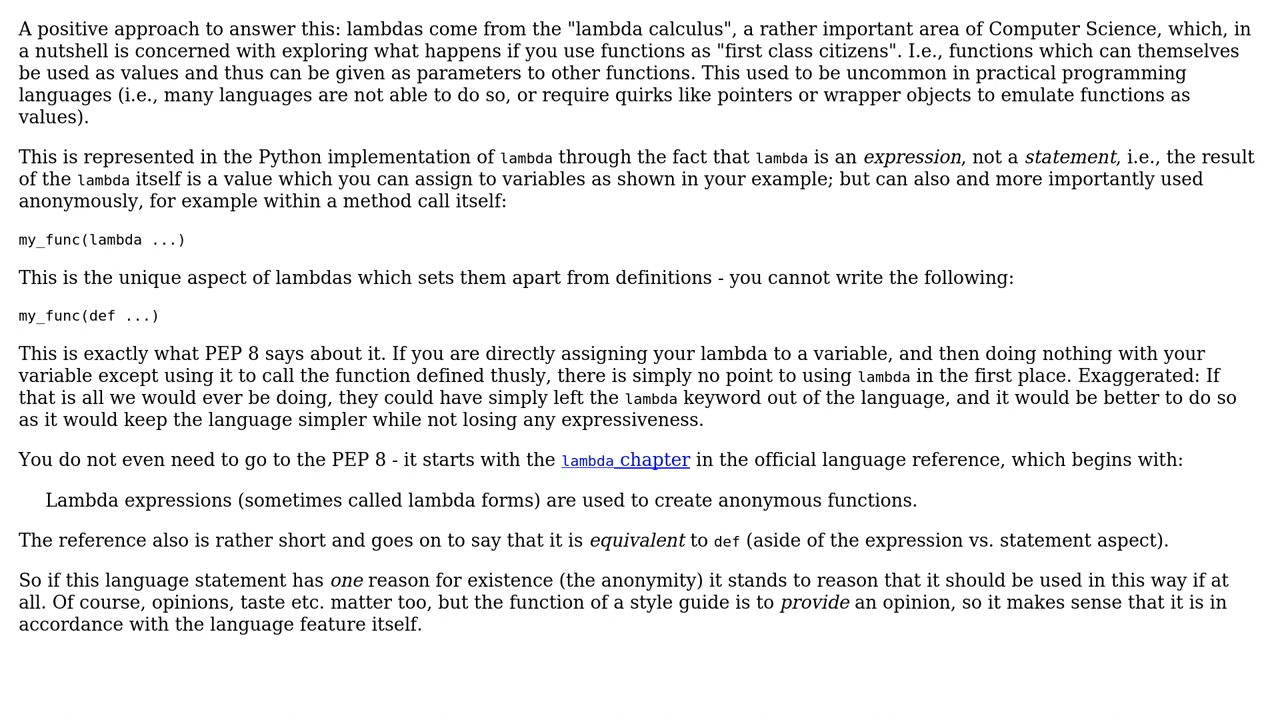 A positive approach to answer this: lambdas come from the "lambda calculus", a rather important area of Computer Science, which, in
a nutshell is concerned with exploring what happens if you use functions as "first class citizens". I.e., functions which can themselves
be used as values and thus can be given as parameters to other functions. This used to be uncommon in practical programming
languages (i.e., many languages are not able to do so, or require quirks like pointers or wrapper objects to emulate functions as
values).
This is represented in the Python implementation of lambda through the fact that lambda is an expression, not a statement, i.e., the result
of the lambda itself is a value which you can assign to variables as shown in your example; but can also and more importantly used
anonymously, for example within a method call itself:
my_func(lambda ...)
This is the unique aspect of lambdas which sets them apart from definitions - you cannot write the following:
my_func(def ...)
This is exactly what PEP 8 says about it. If you are directly assigning your lambda to a variable, and then doing nothing with your
variable except using it to call the function defined thusly, there is simply no point to using lambda in the first place. Exaggerated: If
that is all we would ever be doing, they could have simply left the lambda keyword out of the language, and it would be better to do so
as it would keep the language simpler while not losing any expressiveness.
You do not even need to go to the PEP 8 - it starts with the lambda chapter in the official language reference, which begins with:
Lambda expressions (sometimes called lambda forms) are used to create anonymous functions.
The reference also is rather short and goes on to say that it is equivalent to def (aside of the expression vs. statement aspect).
So if this language statement has one reason for existence (the anonymity) it stands to reason that it should be used in this way if at
all. Of course, opinions, taste etc. matter too, but the function of a style guide is to provide an opinion, so it makes sense that it is in
accordance with the language feature itself.